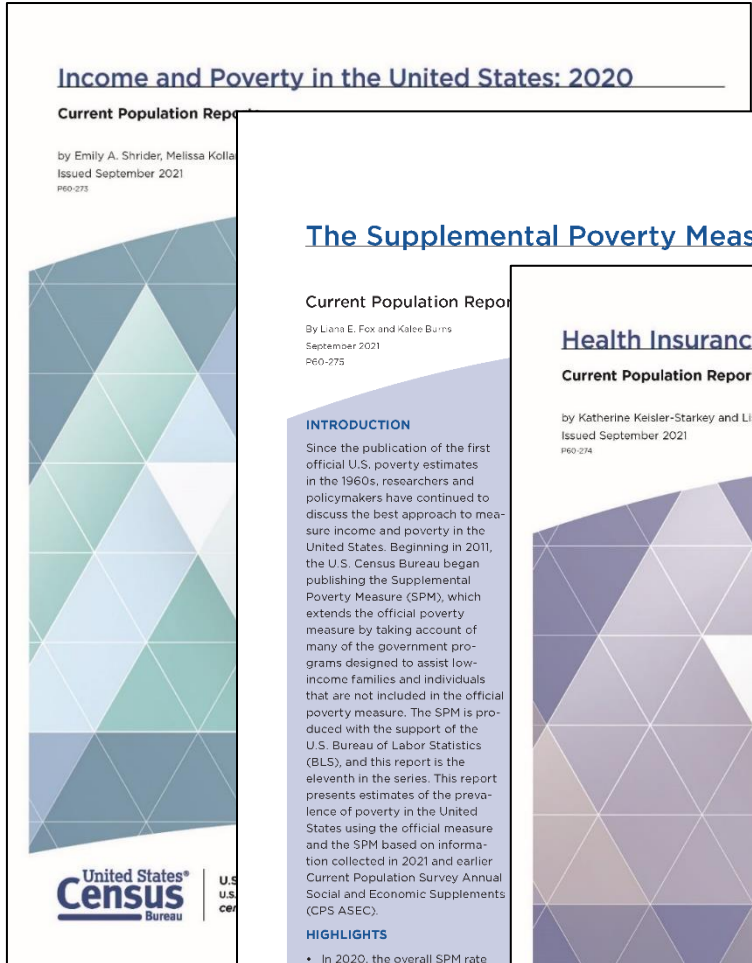 Income and Poverty in the United States: 2020
Current Population Repo
by Emily A. Shrider, Melissa Kolla
Issued September 2021
P60-273
United States®
Census
Bureau
U.S
U.S.
cen
The Supplemental Poverty Meas
Current Population Repor
By Liana E. Fox and Kalee Burns
September 2021
P60-275
INTRODUCTION
Since the publication of the first
official U.S. poverty estimates
in the 1960s, researchers and
policymakers have continued to
discuss the best approach to mea-
sure income and poverty in the
United States. Beginning in 2011,
the U.S. Census Bureau began
publishing the Supplemental
Poverty Measure (SPM), which
extends the official poverty
measure by taking account of
many of the government pro-
grams designed to assist low-
income families and individuals
that are not included in the official
poverty measure. The SPM is pro-
duced with the support of the
U.S. Bureau of Labor Statistics
(BLS), and this report is the
eleventh in the series. This report
presents estimates of the preva-
lence of poverty in the United
States using the official measure
and the SPM based on informa-
tion collected in 2021 and earlier
Current Population Survey Annual
Social and Economic Supplements
(CPS ASEC).
HIGHLIGHTS
• In 2020, the overall SPM rate
Health Insuranc
Current Population Repor
by Katherine Keisler-Starkey and Li
Issued September 2021
P60-274